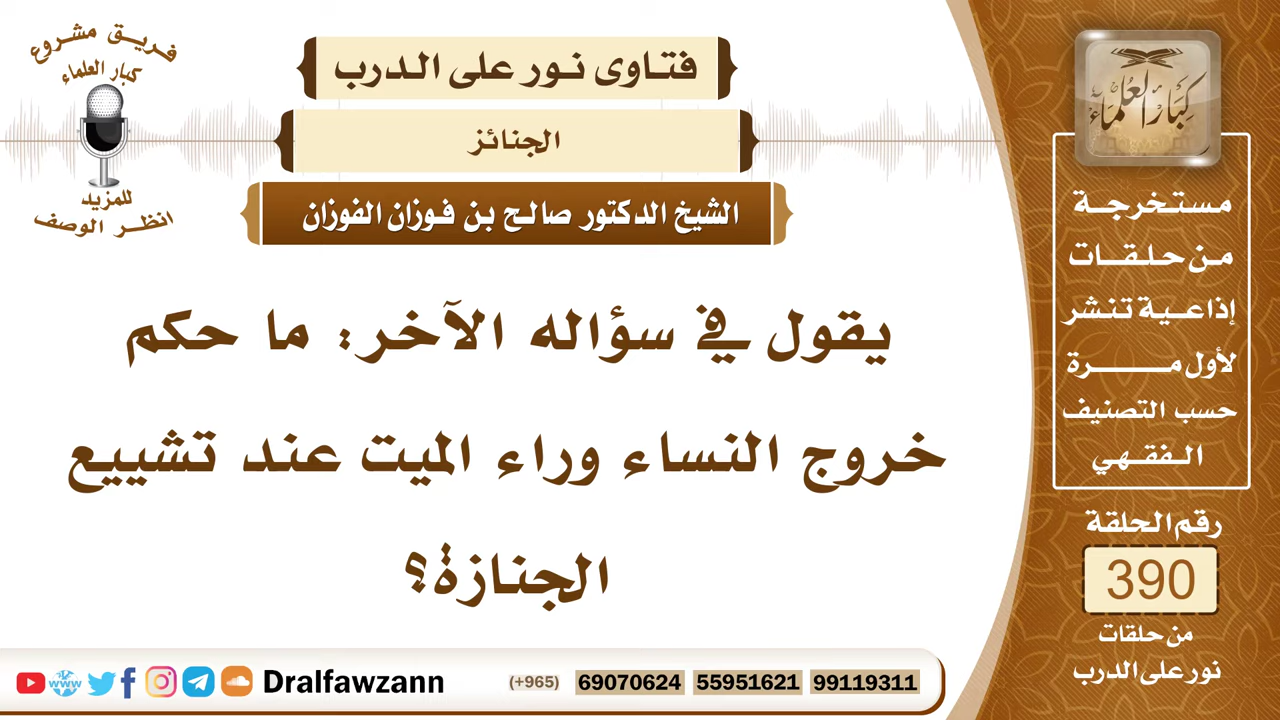 فريق مشروع
كبار العلماء
للمزيد
انظر الوصف
فتاوى نور على الدرب
الجنائز
الشيخ الدكتور صالح بن فوزان الفوزان
يقول في سؤاله الآخر: ما حكم
خروج النساء وراء الميت عند تشييع
الجنازة؟
كبار العلماء
مستخرجة
من حلقات
إذاعية تنشر
لأول مرة
حسب التصنيف
الفقهي
رقم الحلقة
390
من حلقات
نور على الدرب
www
Dralfawzann
(+965) 69070624 55951621 99119311